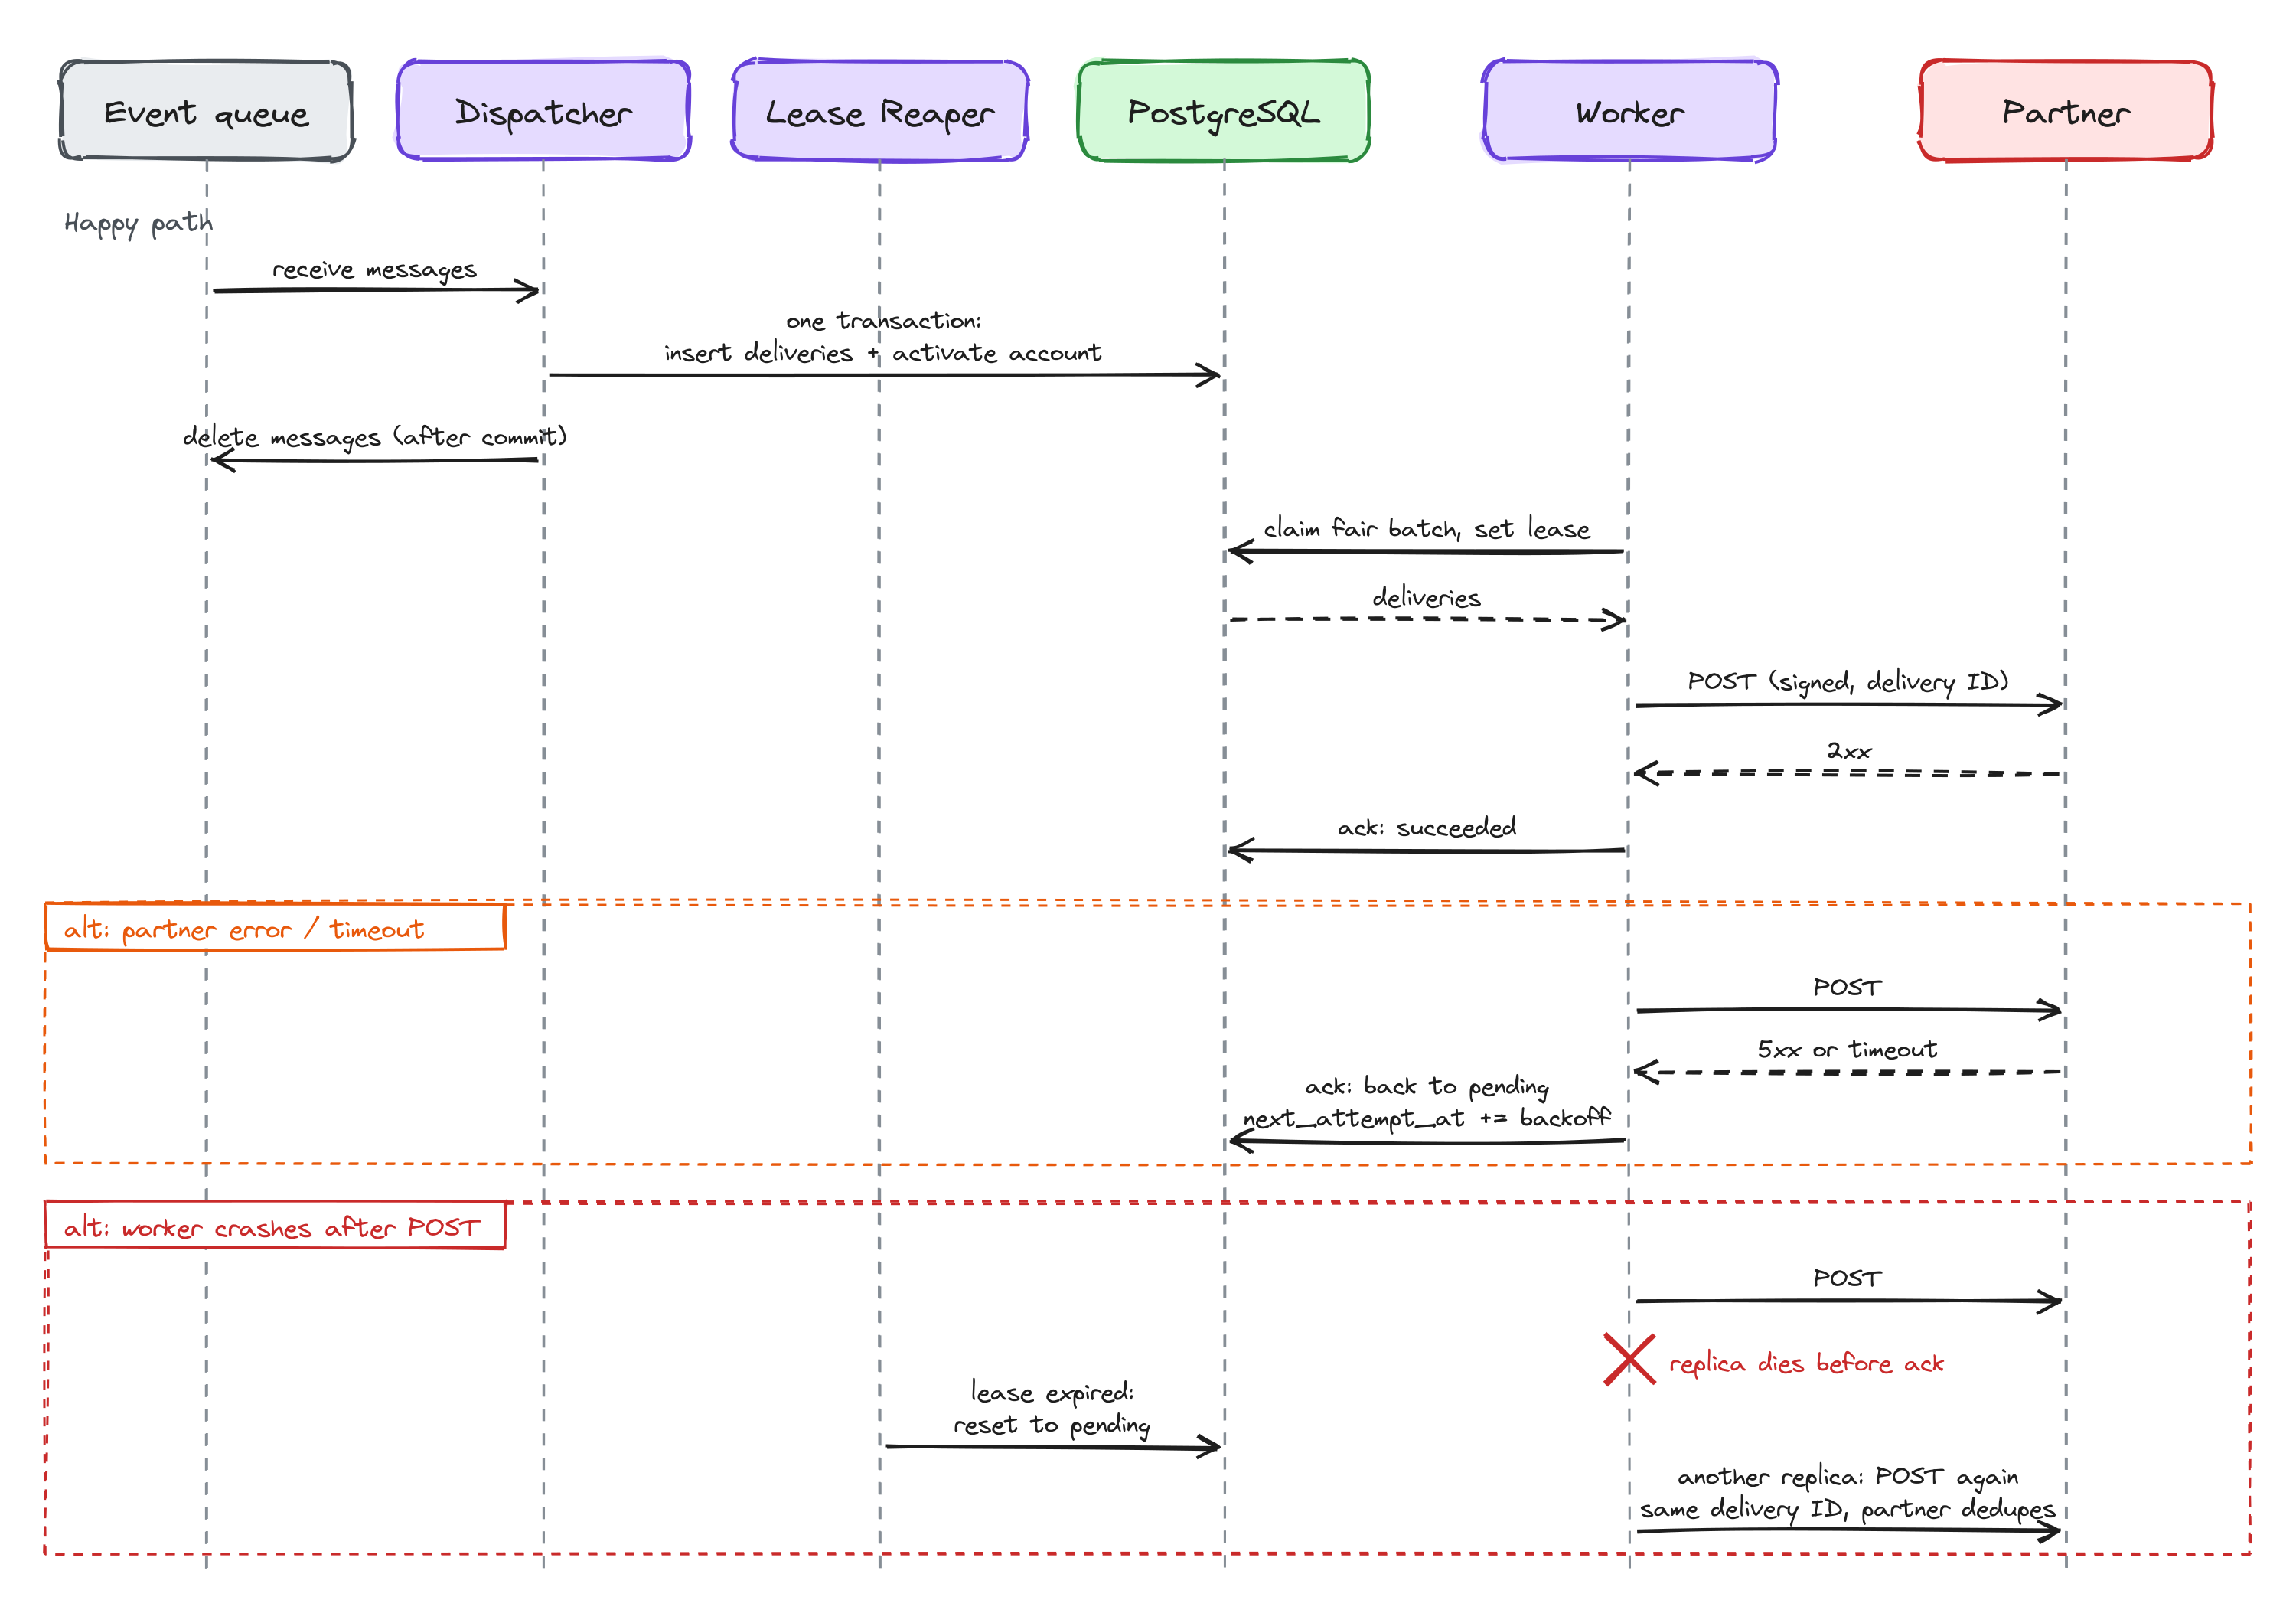 Event queue
Dispatcher
Lease Reaper
PostgreSQL
Worker
Partner
Happy path
receive messages
one transaction:
insert deliveries + activate account
delete messages (after commit)
claim fair batch, set lease
deliveries
POST (signed, delivery ID)
2xx
ack: succeeded
alt: partner error / timeout
POST
5xx or timeout
ack: back to pending
next_attempt_at += backoff
alt: worker crashes after POST
POST
replica dies before ack
lease expired:
reset to pending
another replica: POST again
same delivery ID, partner dedupes